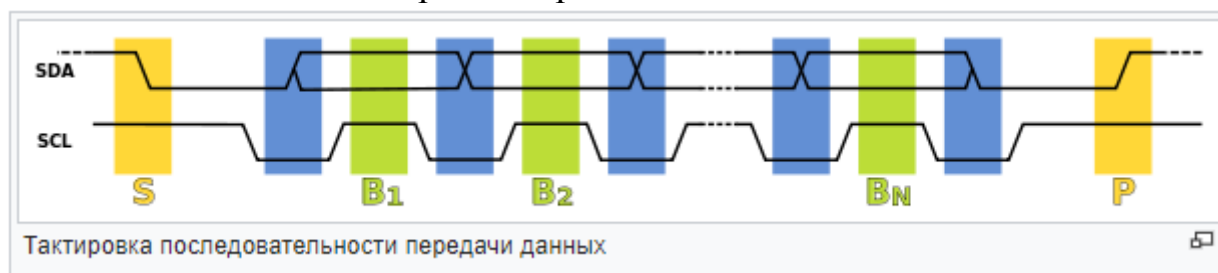 SDA
SCL
S B1 B2 BN P
Тактировка последовательности передачи данных